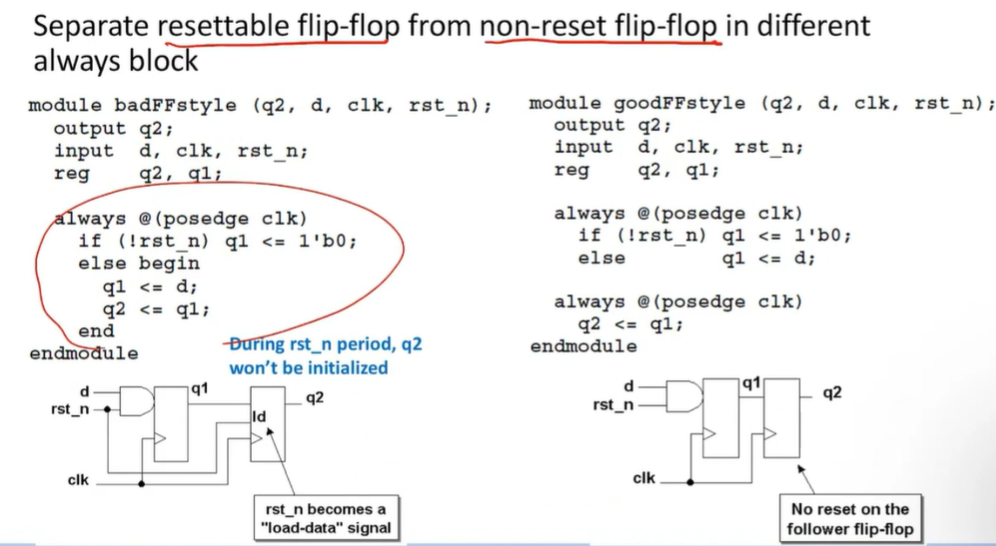 Separate resettable flip-flop from non-reset flip-flop in different
always block
module badFFstyle (q2, d, clk, rst_n);
output q2;
input d, clk, rst_n;
reg q2, q1;
always @(posedge clk)
if (!rst_n) q1 <= 1'b0;
else begin
q1 <= d;
q2 <= q1;
end
endmodule
During rst_n period, q2
won't be initialized
d
rst_n
q1
q2
ld
clk
rst_n becomes a
"load-data" signal
module goodFFstyle (q2, d, clk, rst_n);
output q2;
input d, clk, rst_n;
reg q2, q1;
always @(posedge clk)
if (!rst_n) q1 <= 1'b0;
else q1 <= d;
always @(posedge clk)
q2 <= q1;
endmodule
d
rst_n
q1
q2
clk
No reset on the
follower flip-flop